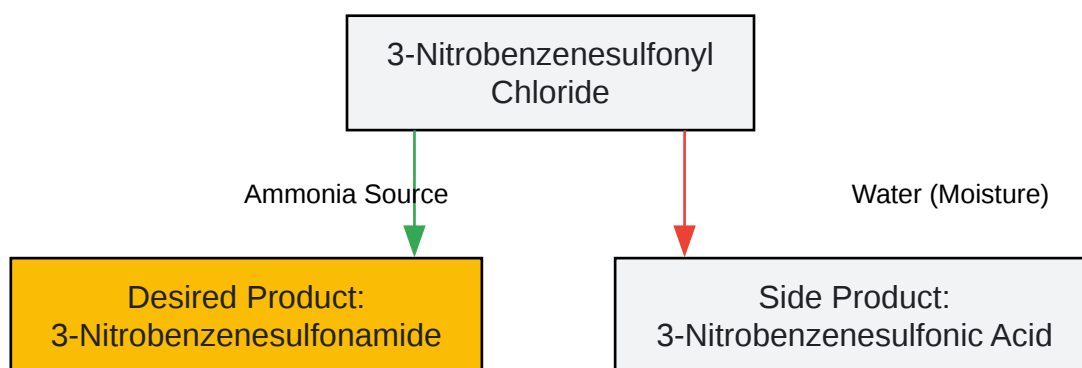 3-Nitrobenzenesulfonyl
Chloride
Ammonia Source
Water (Moisture)
Desired Product:
3-Nitrobenzenesulfonamide
Side Product:
3-Nitrobenzenesulfonic Acid